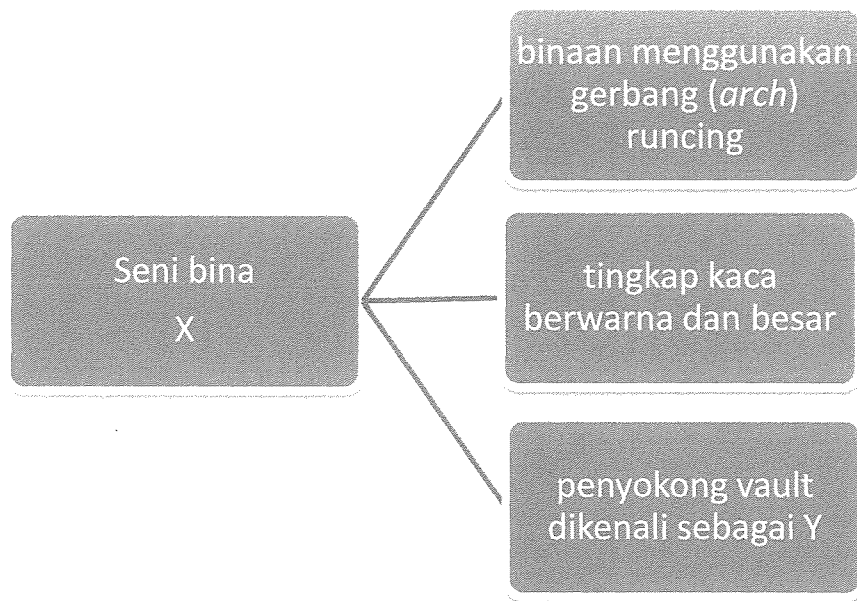 Seni bina
X
binaan menggunakan
gerbang (arch)
runcing
tingkap kaca
berwarna dan besar
penyokong vault
dikenali sebagai Y